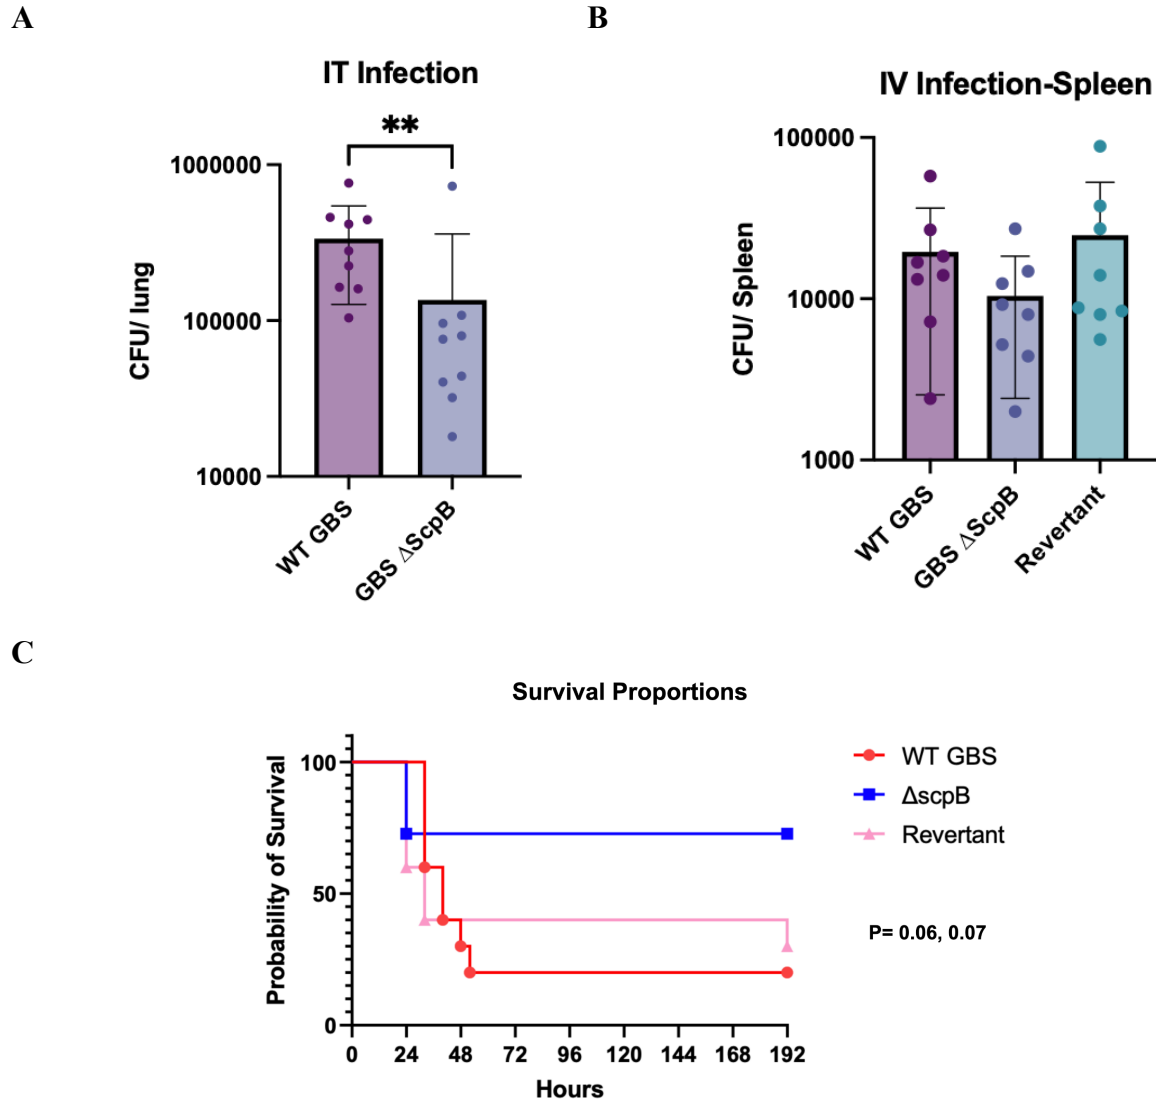 A
B
IT Infection
**
1000000
100000
10000
CFU/ lung
WT GBS
GBS ΔScpB
IV Infection-Spleen
100000
10000
1000
CFU/ Spleen
WT GBS
GBS ΔScpB
Revertant
C
Survival Proportions
100
50
0
Probability of Survival
0 24 48 72 96 120 144 168 192
Hours
WT GBS
ΔscpB
Revertant
P= 0.06, 0.07